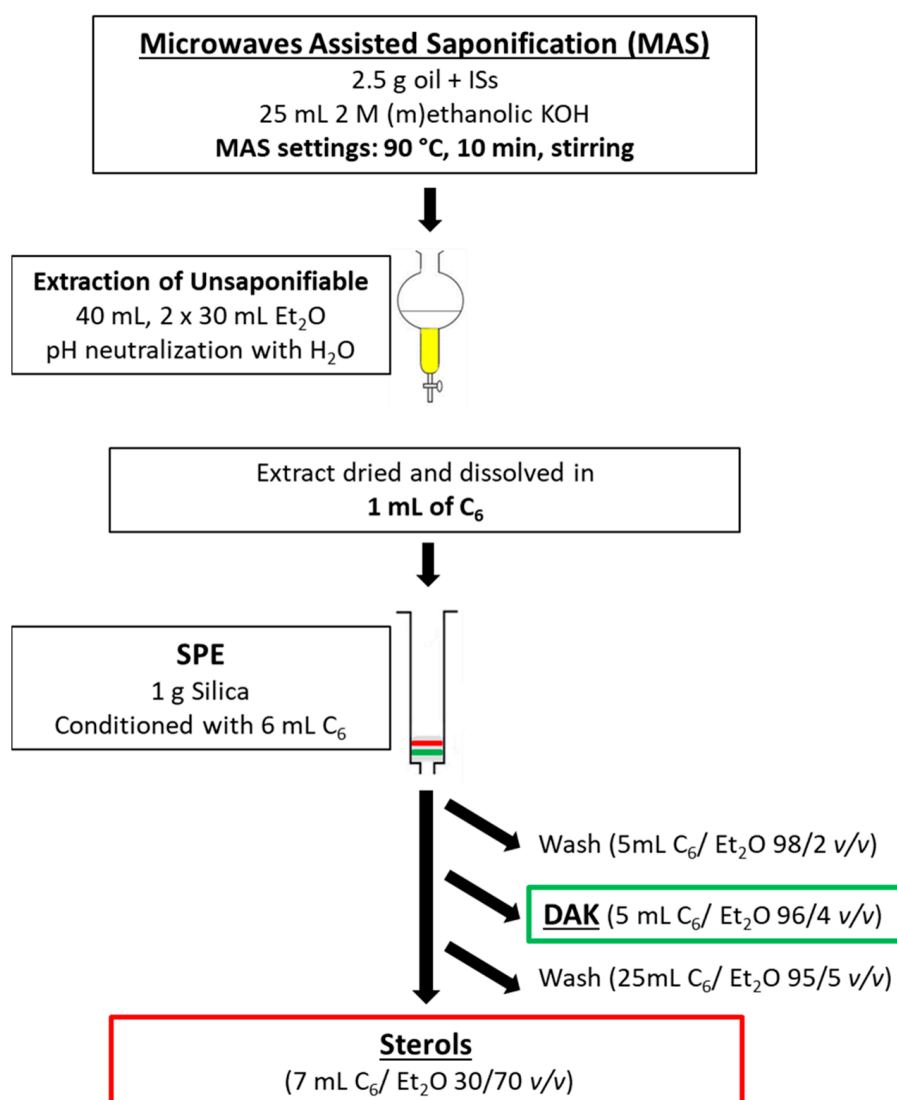 Microwaves Assisted Saponification (MAS)
2.5 g oil + ISs
25 mL 2 M (m)ethanolic KOH
MAS settings: 90 °C, 10 min, stirring
Extraction of Unsaponifiable
40 mL, 2 x 30 mL Et₂O
pH neutralization with H₂O
Extract dried and dissolved in
1 mL of C₆
SPE
1 g Silica
Conditioned with 6 mL C₆
Wash (5mL C₆/ Et₂O 98/2 v/v)
DAK (5 mL C₆/ Et₂O 96/4 v/v)
Wash (25mL C₆/ Et₂O 95/5 v/v)
Sterols
(7 mL C₆/ Et₂O 30/70 v/v)